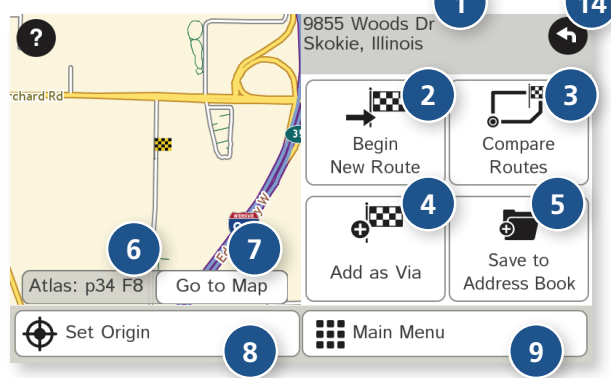 1
14
?
9855 Woods Dr
Skokie, Illinois
rchard Rd
2
3
Begin
New Route
Compare
Routes
4
5
Add as Via
Save to
Address Book
6
7
Atlas: p34 F8
Go to Map
Set Origin
Main Menu
8
9